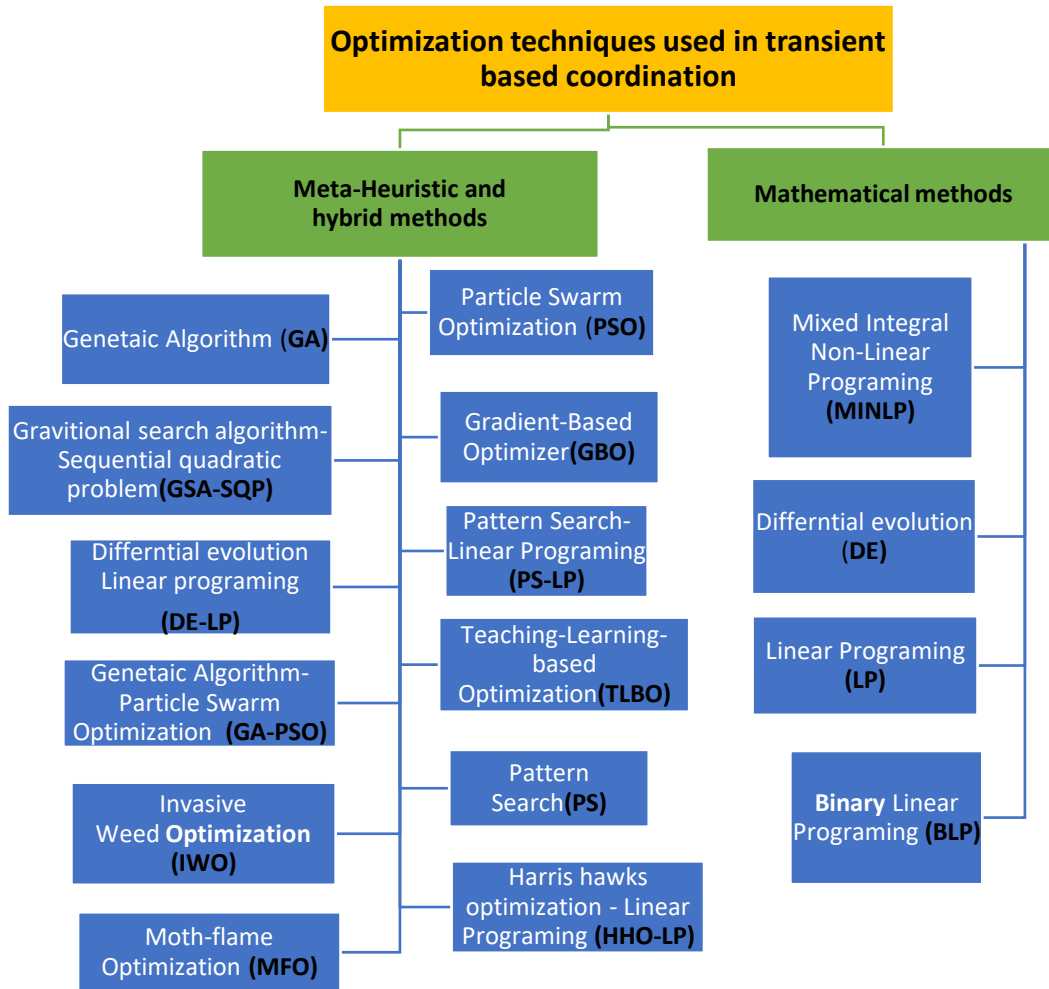 Optimization techniques used in transient
based coordination
Meta-Heuristic and
hybrid methods
Mathematical methods
Genetaic Algorithm (GA)
Particle Swarm
Optimization (PSO)
Gravitional search algorithm-
Sequential quadratic
problem(GSA-SQP)
Gradient-Based
Optimizer(GBO)
Differntial evolution
Linear programing
(DE-LP)
Pattern Search-
Linear Programing
(PS-LP)
Genetaic Algorithm-
Particle Swarm
Optimization (GA-PSO)
Teaching-Learning-
based
Optimization(TLBO)
Invasive
Weed Optimization
(IWO)
Pattern
Search(PS)
Moth-flame
Optimization (MFO)
Harris hawks
optimization - Linear
Programing (HHO-LP)
Mixed Integral
Non-Linear
Programing
(MINLP)
Differntial evolution
(DE)
Linear Programing
(LP)
Binary Linear
Programing (BLP)